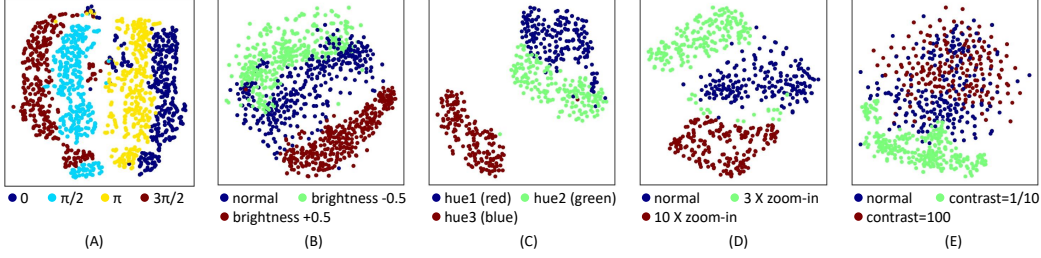 0 π/2 π 3π/2
(A)
normal brightness -0.5
brightness +0.5
(B)
hue1 (red) hue2 (green)
hue3 (blue)
(C)
normal 3 X zoom-in
10 X zoom-in
(D)
normal contrast=1/10
contrast=100
(E)